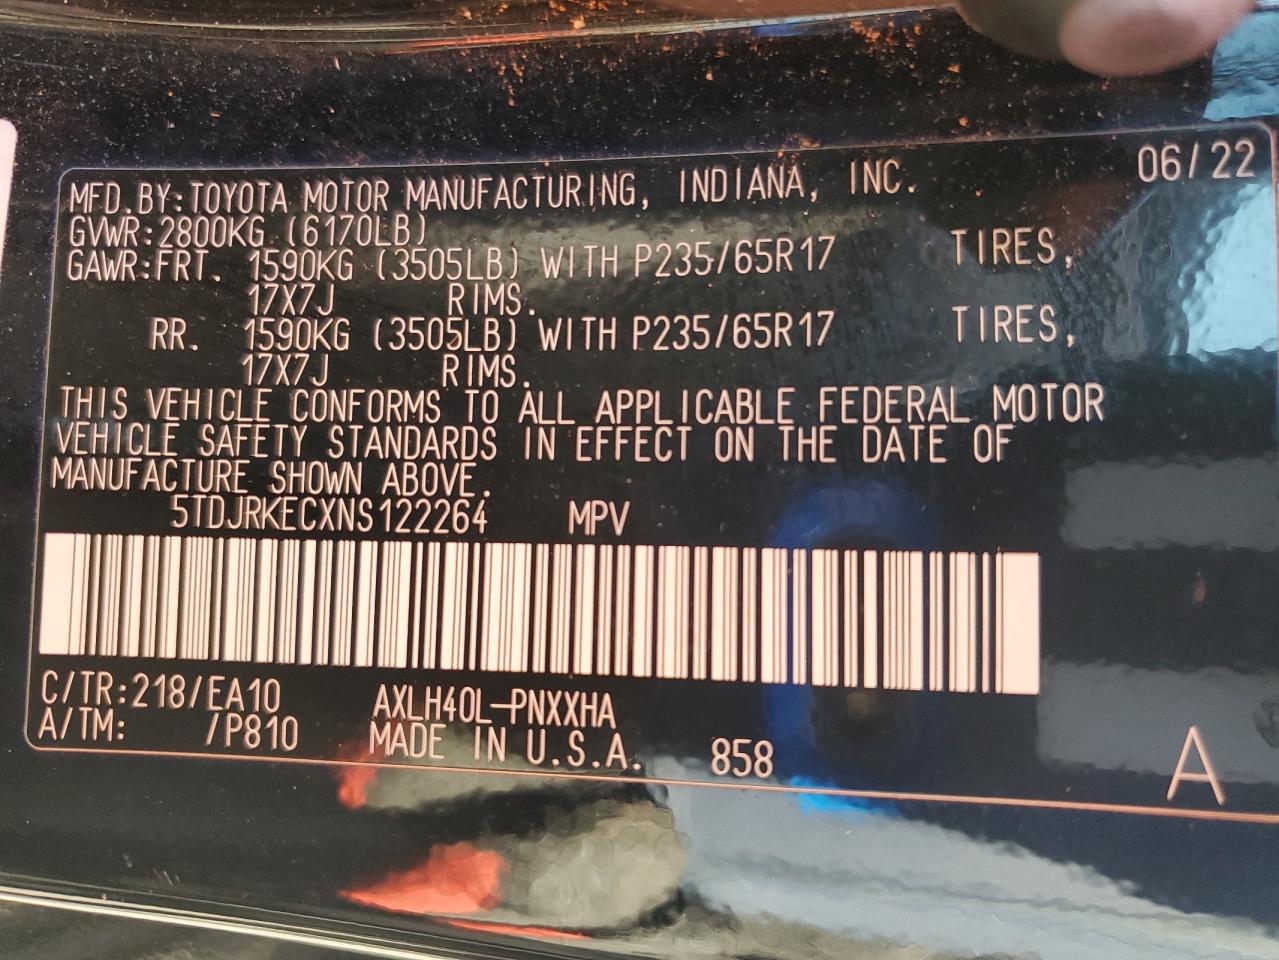 MFD.BY:TOYOTA MOTOR MANUFACTURING, INDIANA, INC. 06/22
GVWR:2800KG (6170LB)
GAWR:FRT. 1590KG (3505LB) WITH P235/65R17 TIRES,
17X7J RIMS.
RR. 1590KG (3505LB) WITH P235/65R17 TIRES,
17X7J RIMS.
THIS VEHICLE CONFORMS TO ALL APPLICABLE FEDERAL MOTOR
VEHICLE SAFETY STANDARDS IN EFFECT ON THE DATE OF
MANUFACTURE SHOWN ABOVE.
5TDJRKECXNS122264 MPV
C/TR:218/EA10 AXLH40L-PNXXHA
A/TM: /P810 MADE IN U.S.A. 858 A